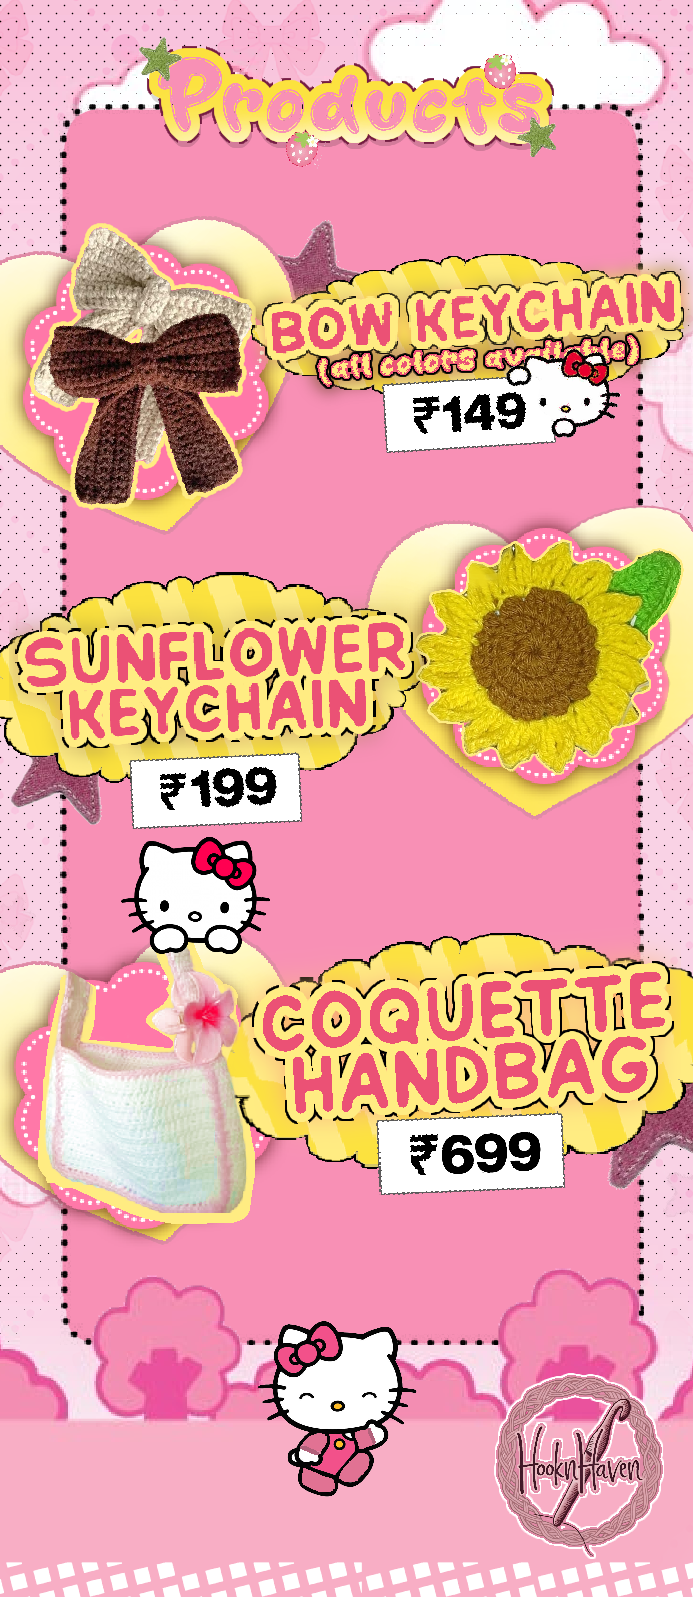 Products
BOW KEYCHAIN
(all colors available)
₹149
SUNFLOWER
KEYCHAIN
₹199
COQUETTE
HANDBAG
₹699
HooknHaven